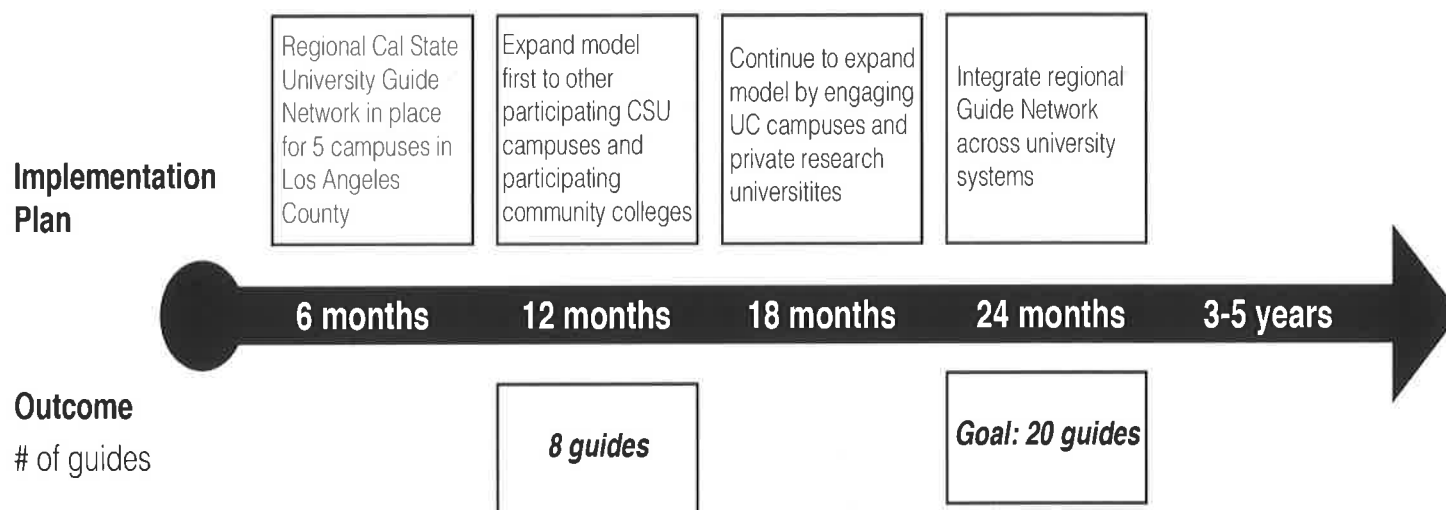 Regional Cal State
University Guide
Network in place
for 5 campuses in
Los Angeles
County
Expand model
first to other
participating CSU
campuses and
participating
community colleges
Continue to expand
model by engaging
UC campuses and
private research
universitites
Integrate regional
Guide Network
across university
systems
Implementation
Plan
6 months
12 months
18 months
24 months
3-5 years
Outcome
# of guides
8 guides
Goal: 20 guides